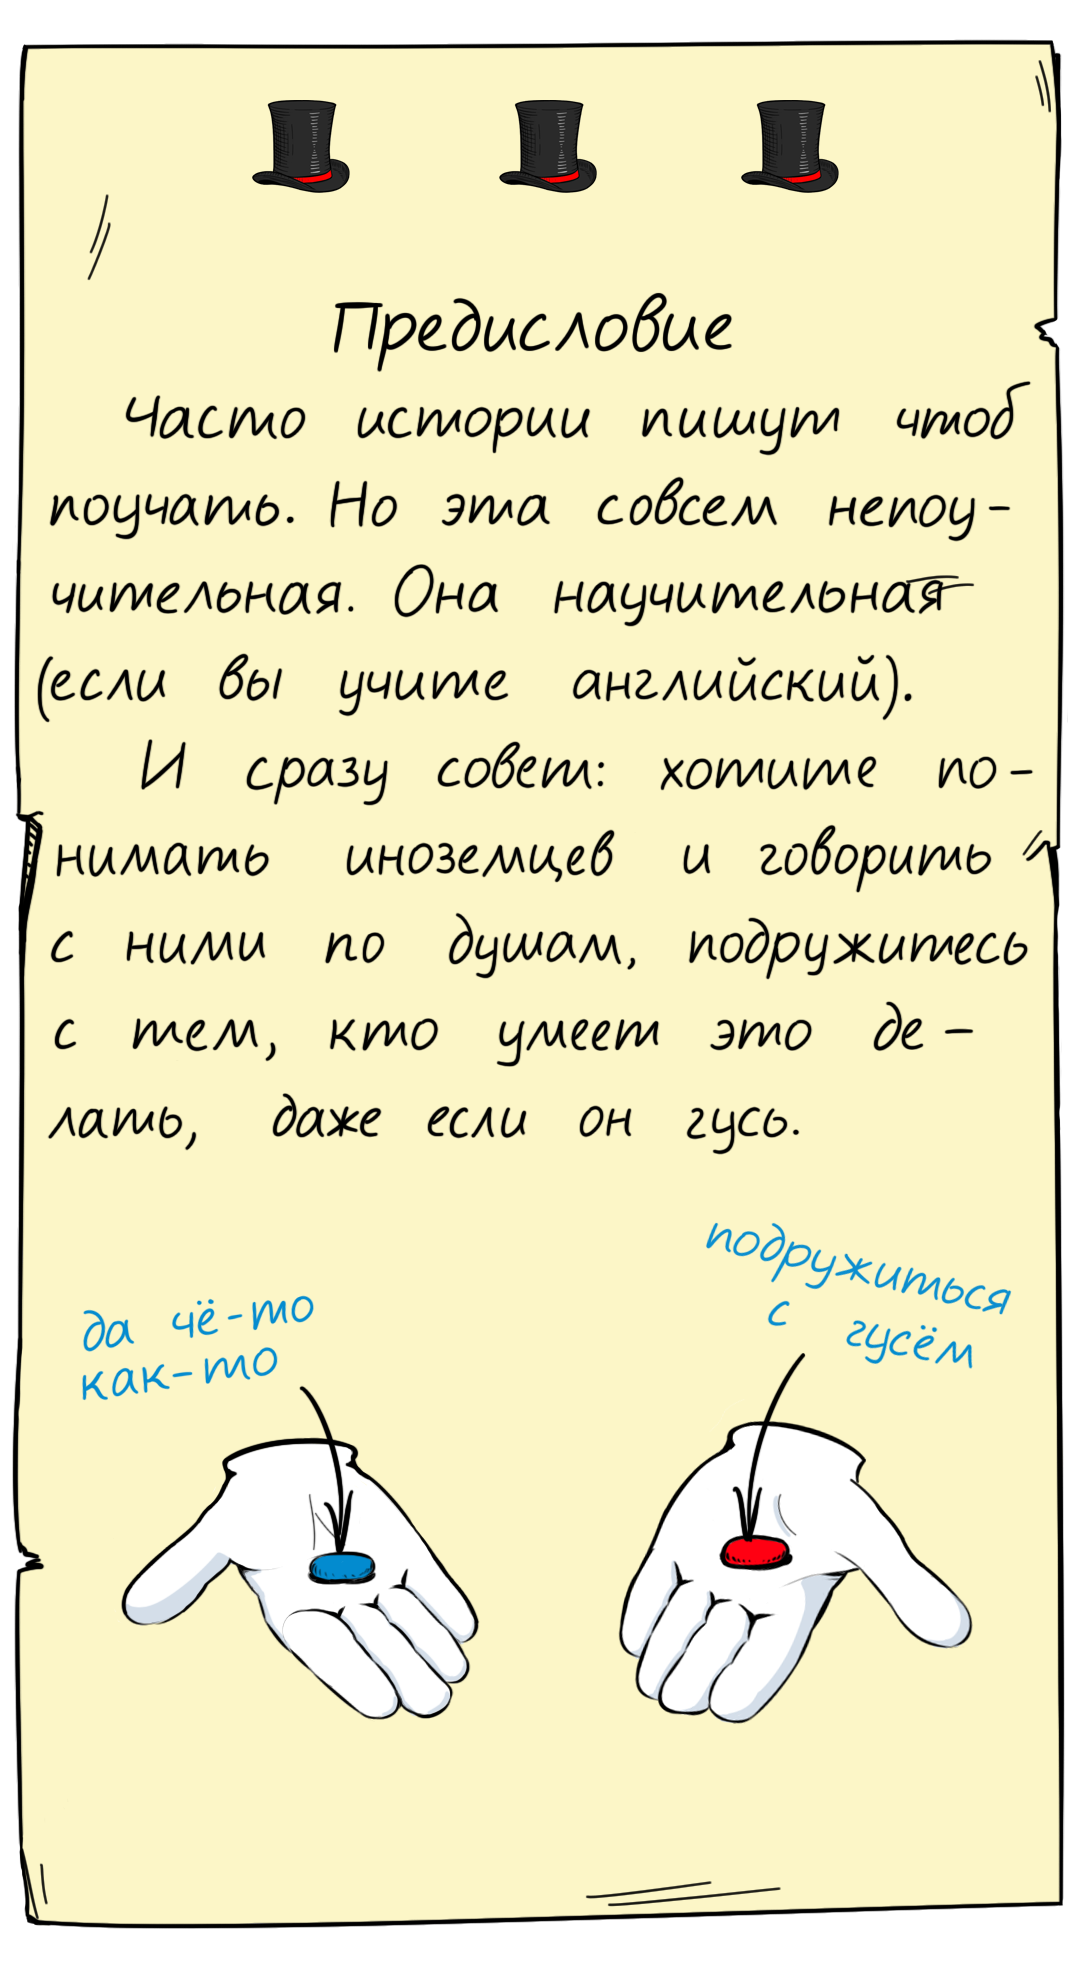 Предисловие
Часто истории пишут чтоб
поучать. Но эта совсем непоу-
чительная. Она научительная
(если вы учите английский).
И сразу совет: хотите по-
нимать иноземцев и говорить
с ними по душам, подружитесь
с тем, кто умеет это де-
лать, даже если он гусь.
да чё-то
как-то
подружиться
с гусём